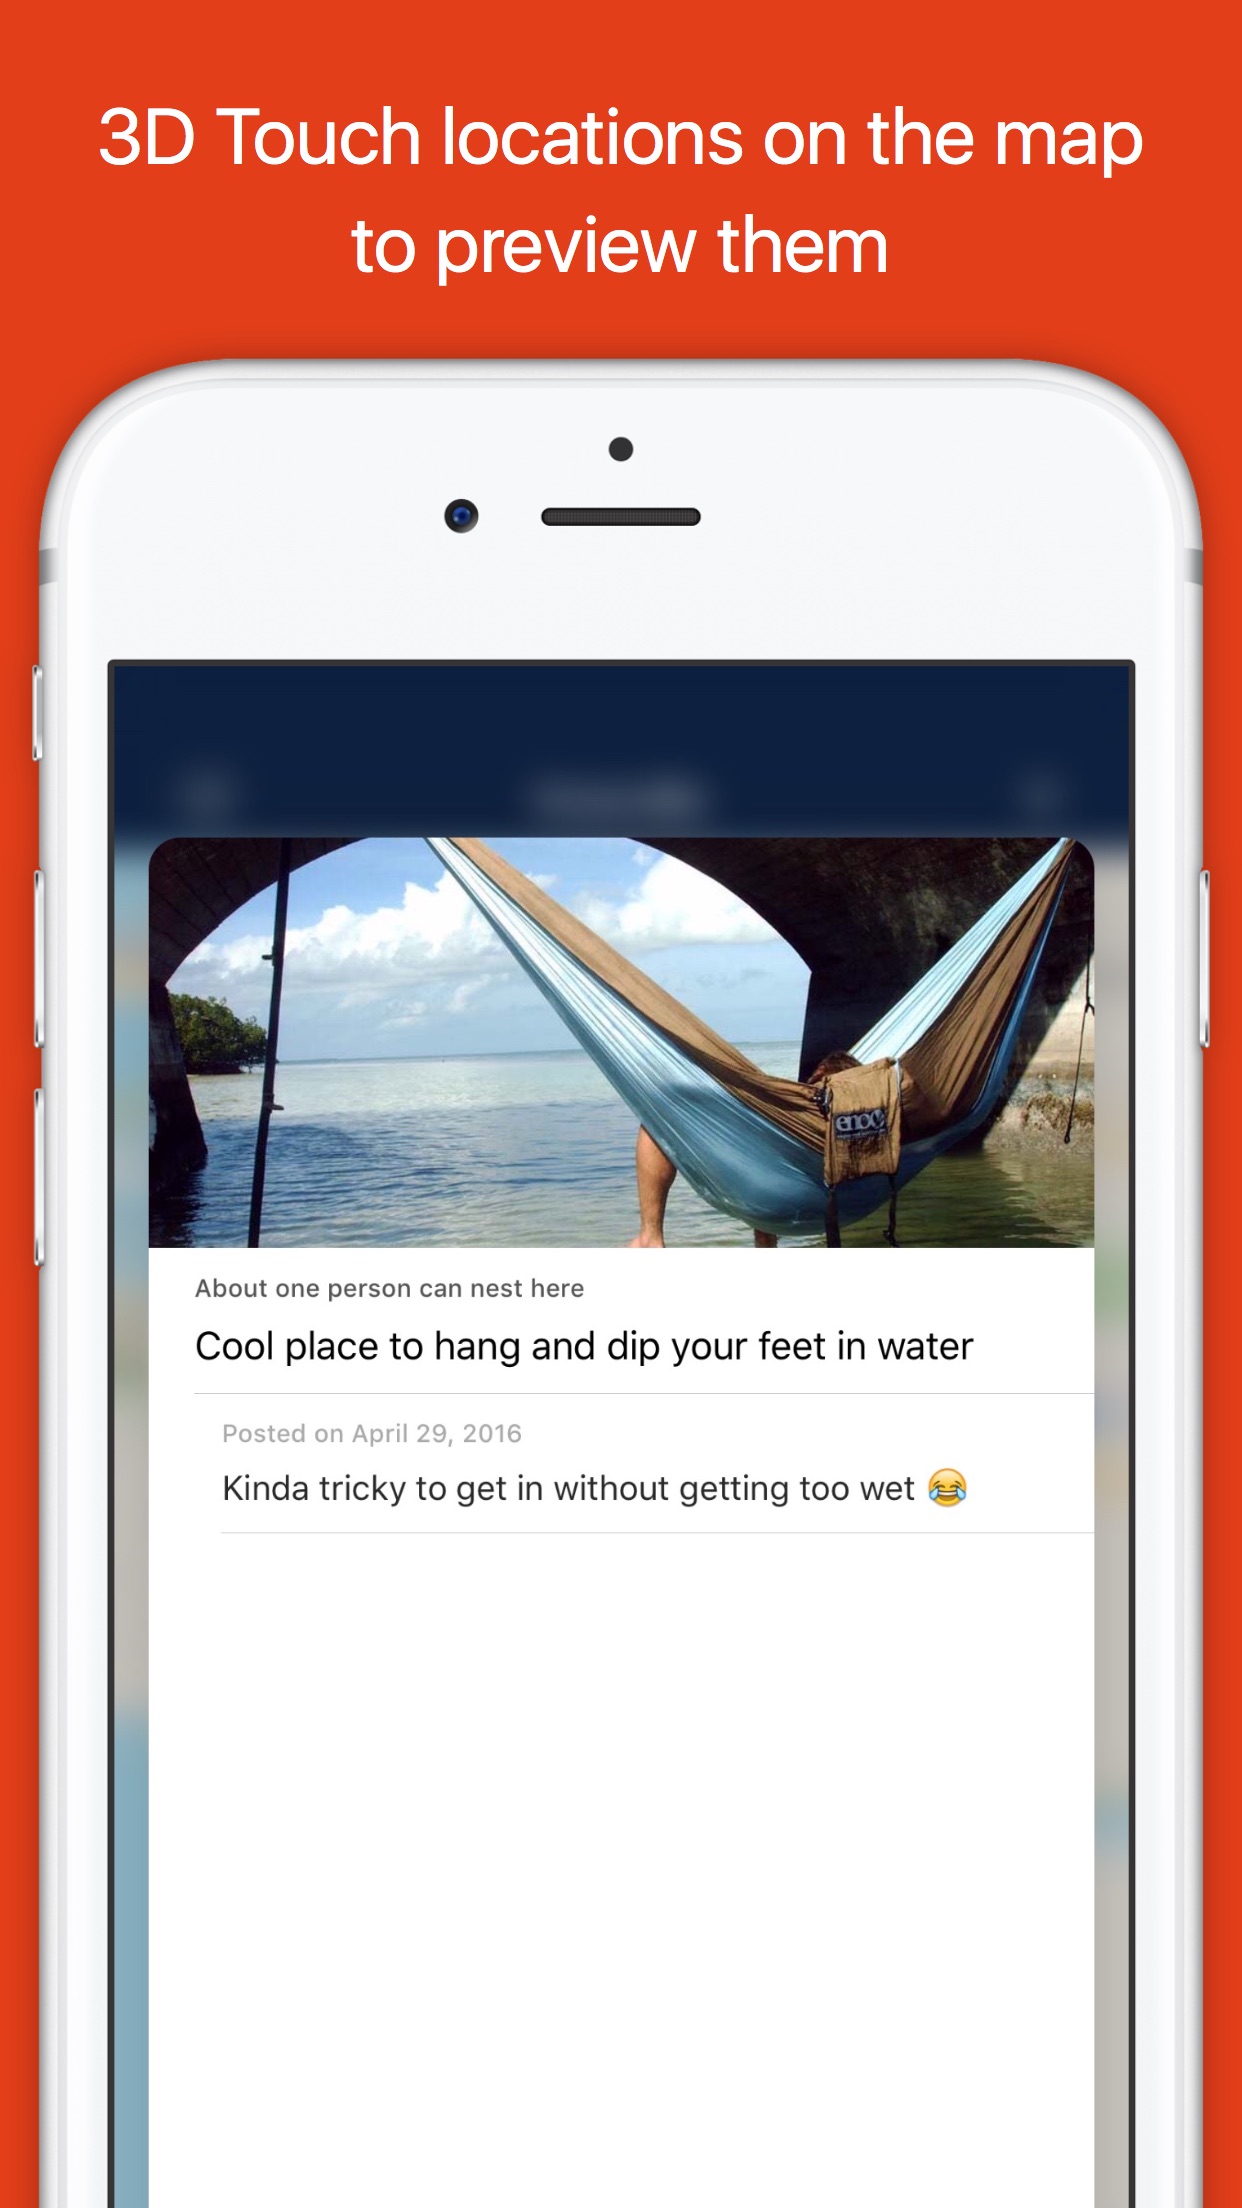 3D Touch locations on the map
to preview them
eno
About one person can nest here
Cool place to hang and dip your feet in water
Posted on April 29, 2016
Kinda tricky to get in without getting too wet 😂